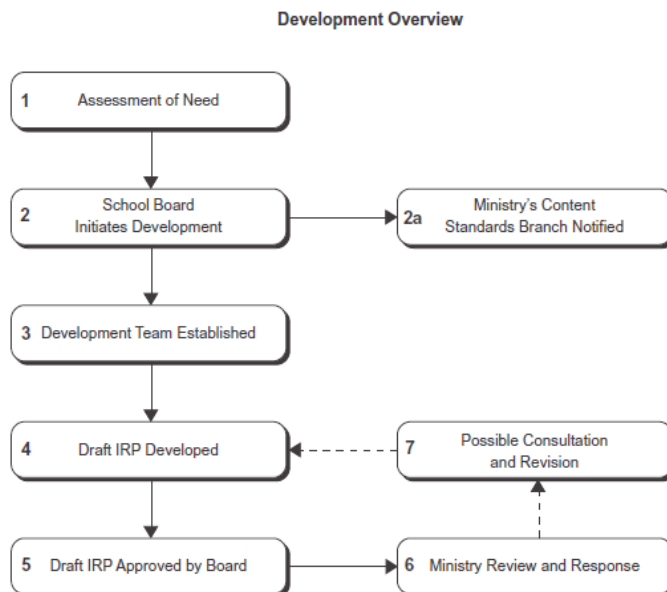 Development Overview
1 Assessment of Need
2 School Board
Initiates Development
2a Ministry's Content
Standards Branch Notified
3 Development Team Established
4 Draft IRP Developed
7 Possible Consultation
and Revision
5 Draft IRP Approved by Board
6 Ministry Review and Response